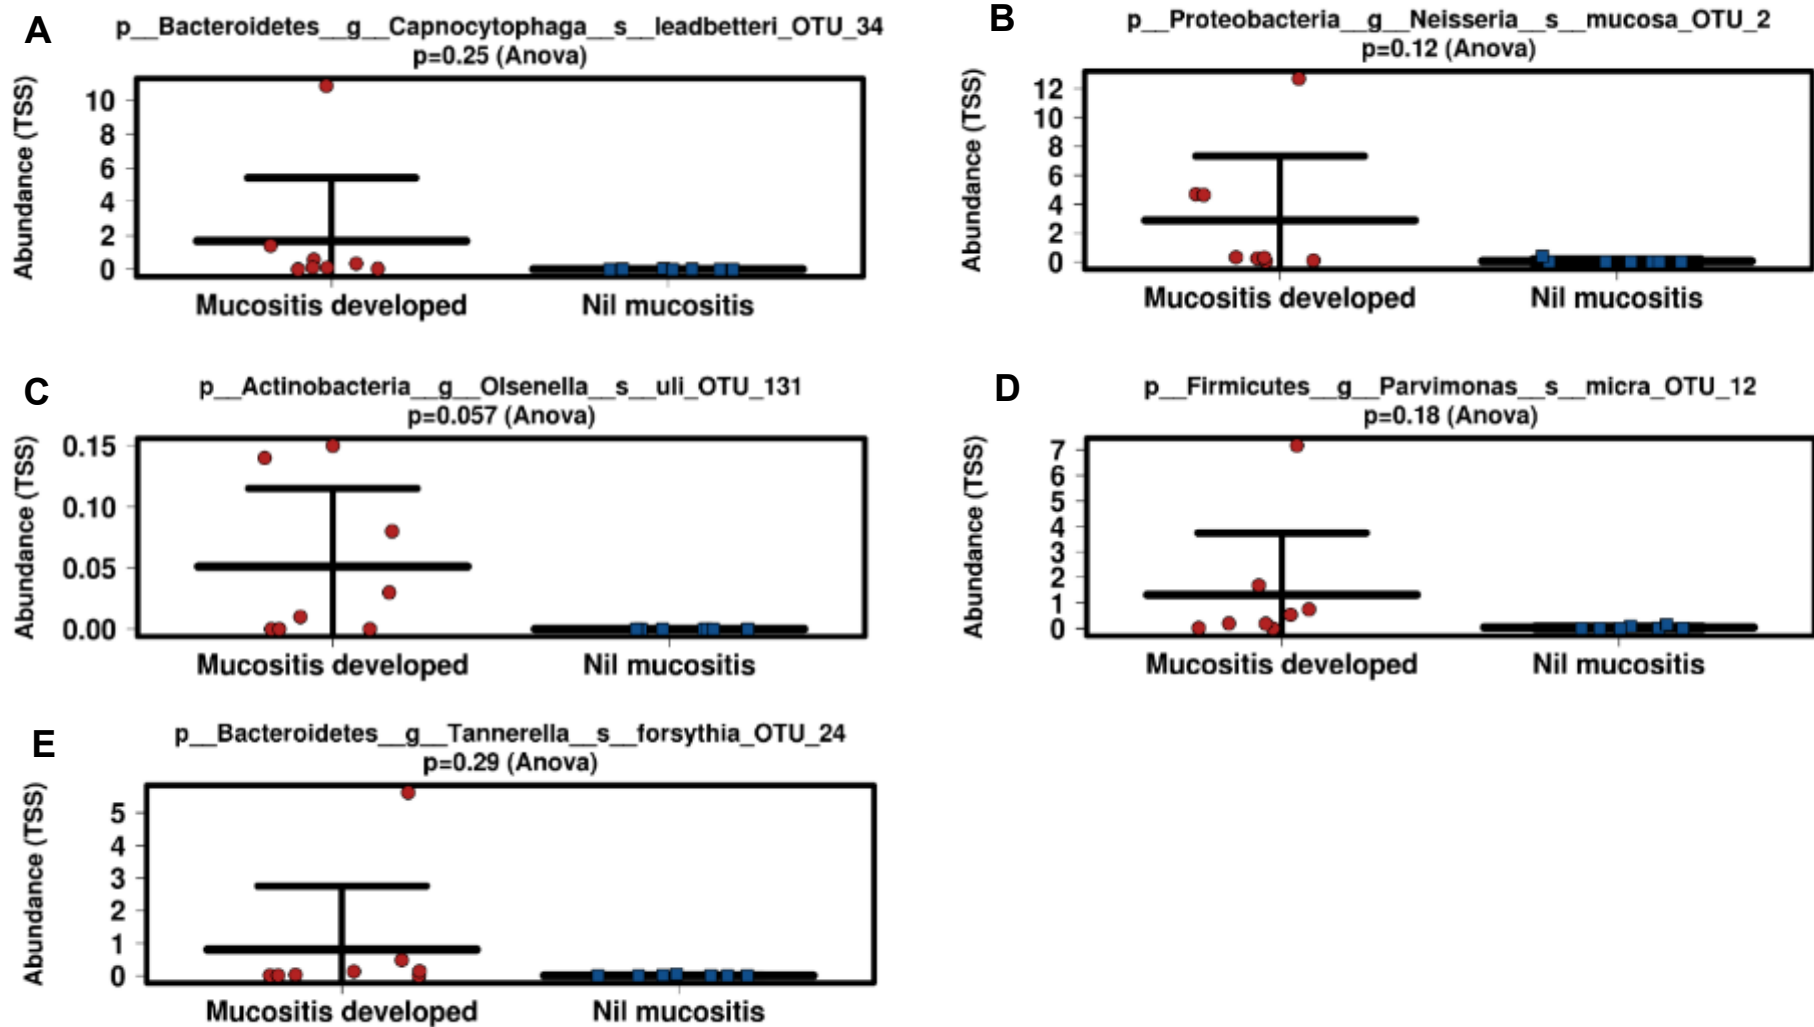 A
p__Bacteroidetes__g__Capnocytophaga__s__leadbetteri_OTU_34
p=0.25 (Anova)
Abundance (TSS)
10
8
6
4
2
0
Mucositis developed
Nil mucositis
B
p__Proteobacteria__g__Neisseria__s__mucosa_OTU_2
p=0.12 (Anova)
Abundance (TSS)
12
10
8
6
4
2
0
Mucositis developed
Nil mucositis
C
p__Actinobacteria__g__Olsenella__s__uli_OTU_131
p=0.057 (Anova)
Abundance (TSS)
0.15
0.10
0.05
0.00
Mucositis developed
Nil mucositis
D
p__Firmicutes__g__Parvimonas__s__micra_OTU_12
p=0.18 (Anova)
Abundance (TSS)
7
6
5
4
3
2
1
0
Mucositis developed
Nil mucositis
E
p__Bacteroidetes__g__Tannerella__s__forsythia_OTU_24
p=0.29 (Anova)
Abundance (TSS)
5
4
3
2
1
0
Mucositis developed
Nil mucositis